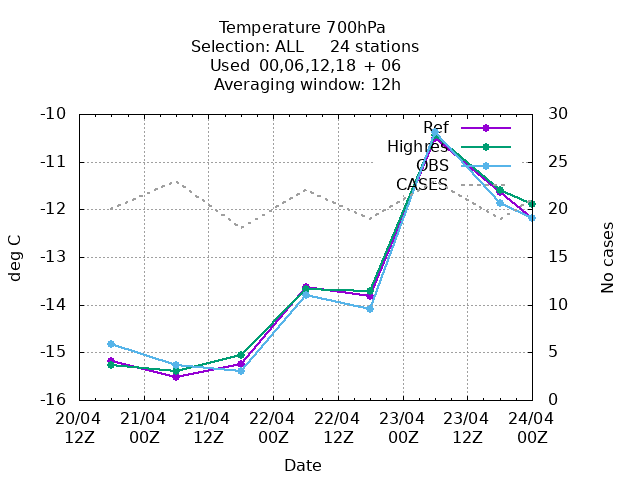 Temperature 700hPa
Selection: ALL 24 stations
Used 00,06,12,18 + 06
Averaging window: 12h
Ref
Highres
OBS
CASES
-10
-11
-12
-13
-14
-15
-16
30
25
20
15
10
5
0
deg C
No cases
20/04 21/04 21/04 22/04 22/04 23/04 23/04 24/04
12Z 00Z 12Z 00Z 12Z 00Z 12Z 00Z
Date